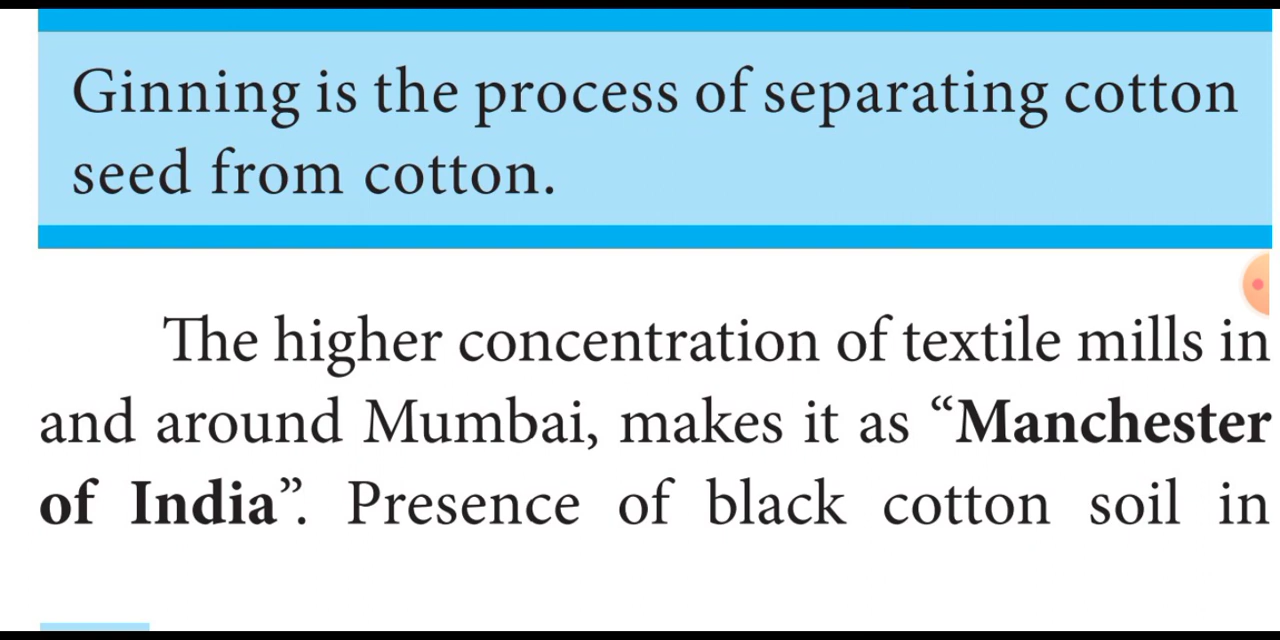 Ginning is the process of separating cotton
seed from cotton.
The higher concentration of textile mills in
and around Mumbai, makes it as “Manchester
of India”. Presence of black cotton soil in